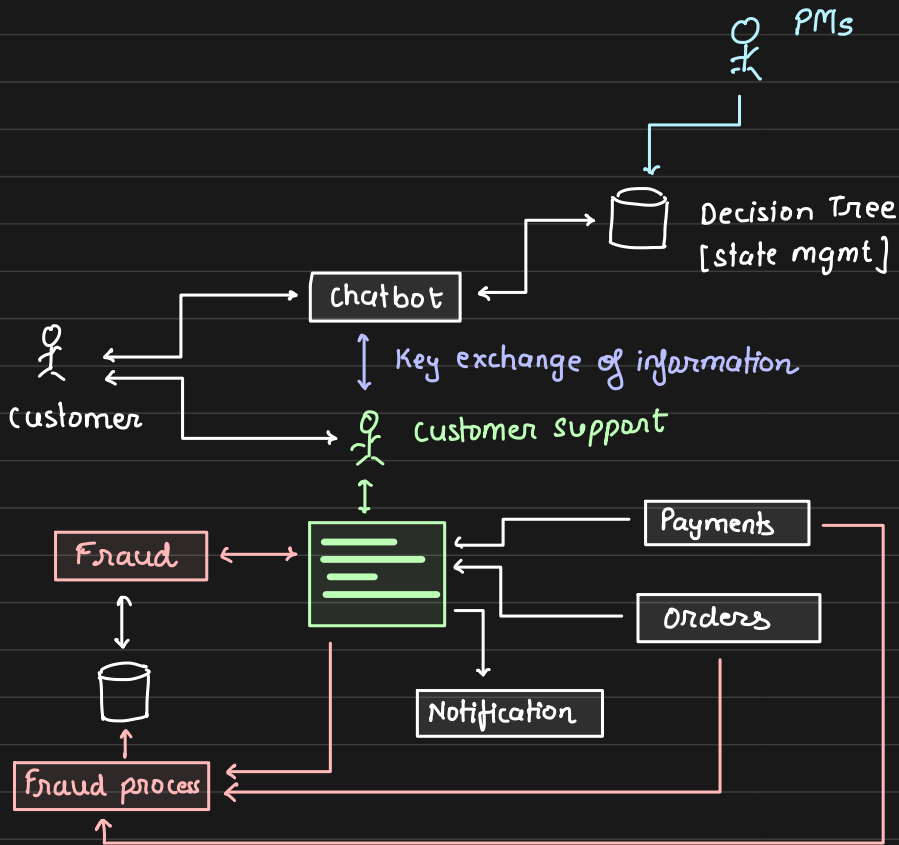 PMs
Decision Tree
[state mgmt]
Chatbot
Key exchange of information
Customer
Customer support
Payments
Fraud
Orders
Notification
Fraud process